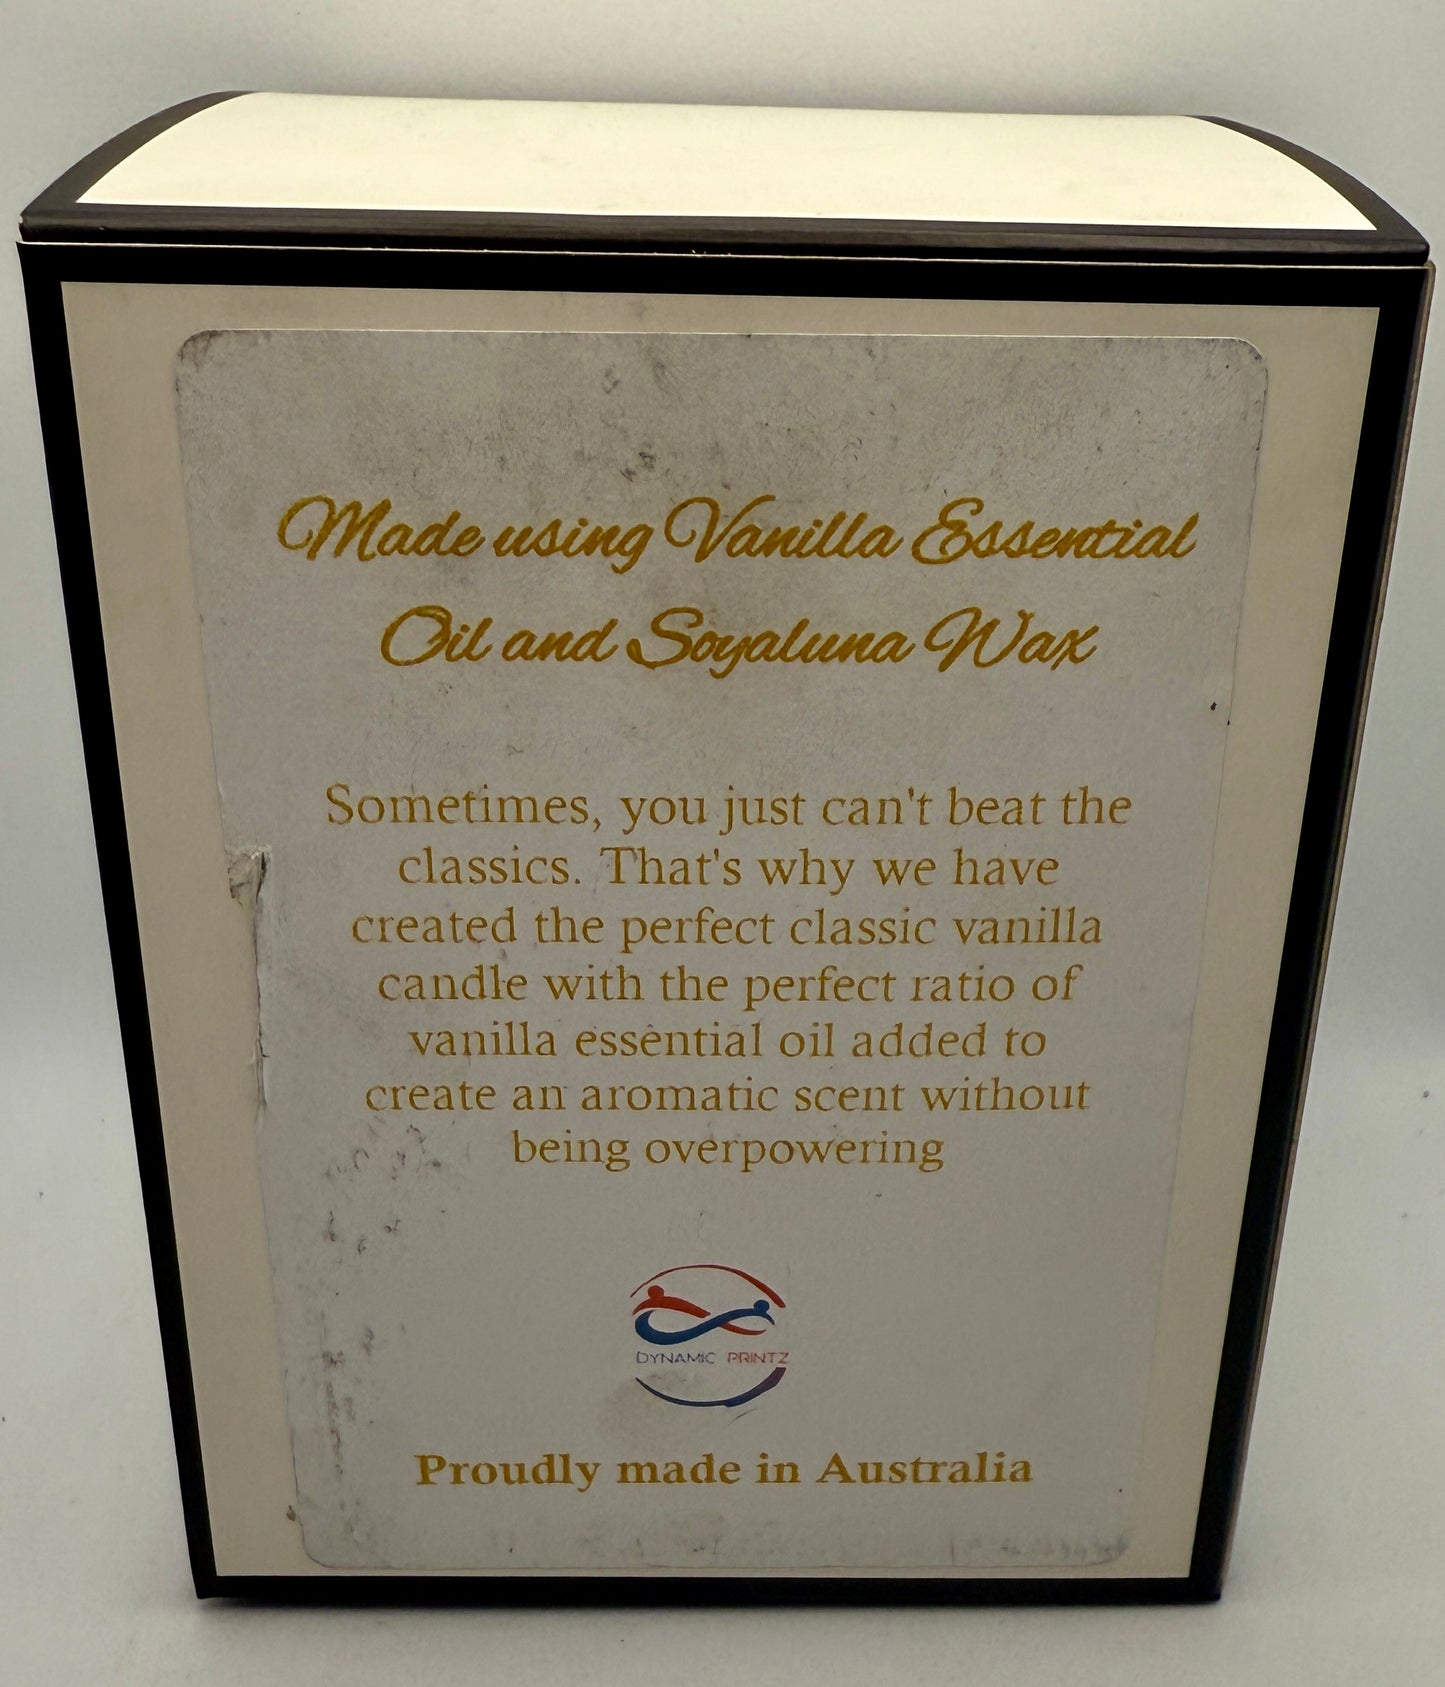 Made using Vanilla Essential
Oil and Soyaluna Wax
Sometimes, you just can't beat the
classics. That's why we have
created the perfect classic vanilla
candle with the perfect ratio of
vanilla essential oil added to
create an aromatic scent without
being overpowering
DYNAMIC PRINTZ
Proudly made in Australia